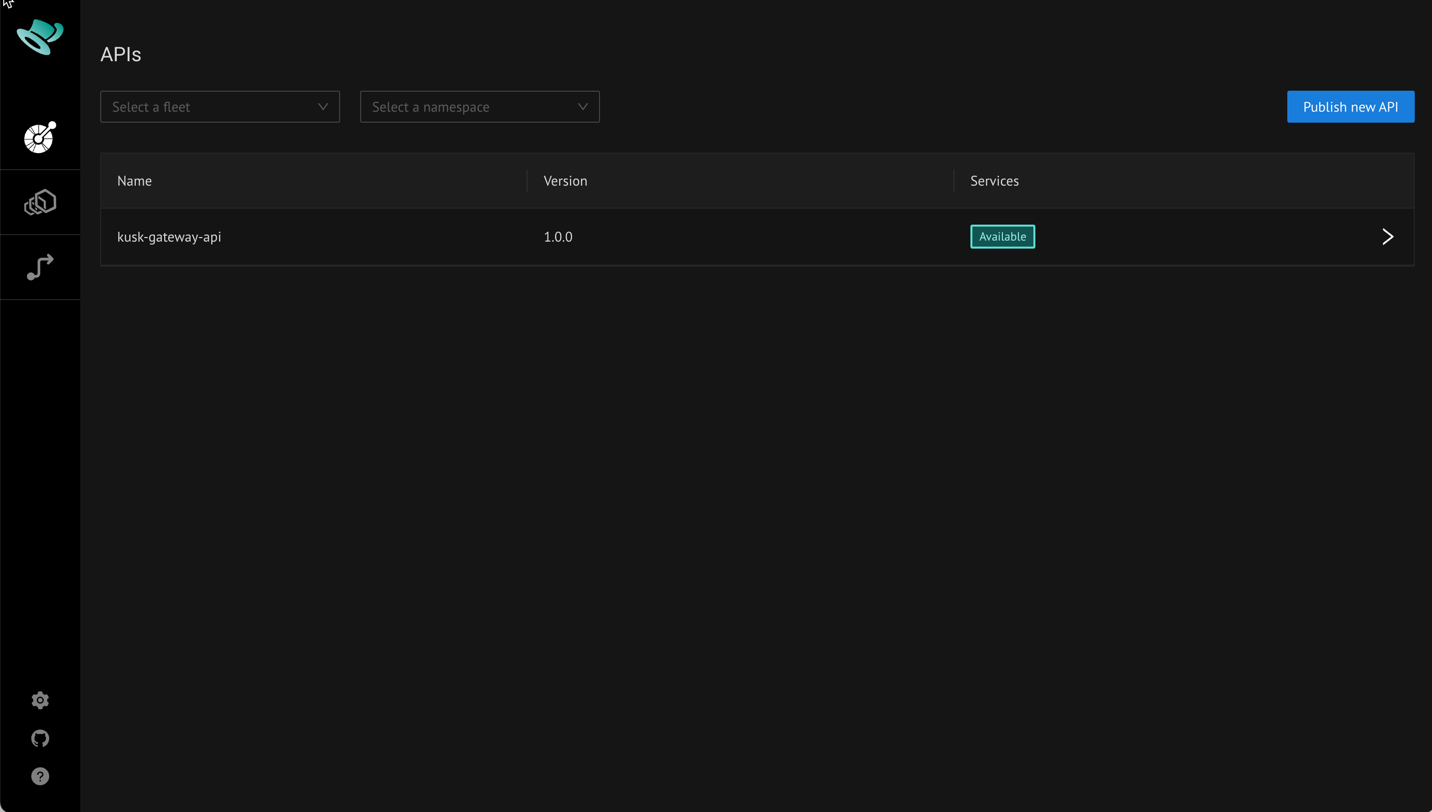 APIs
Select a fleet
Select a namespace
Publish new API
Name Version Services
kusk-gateway-api 1.0.0 Available